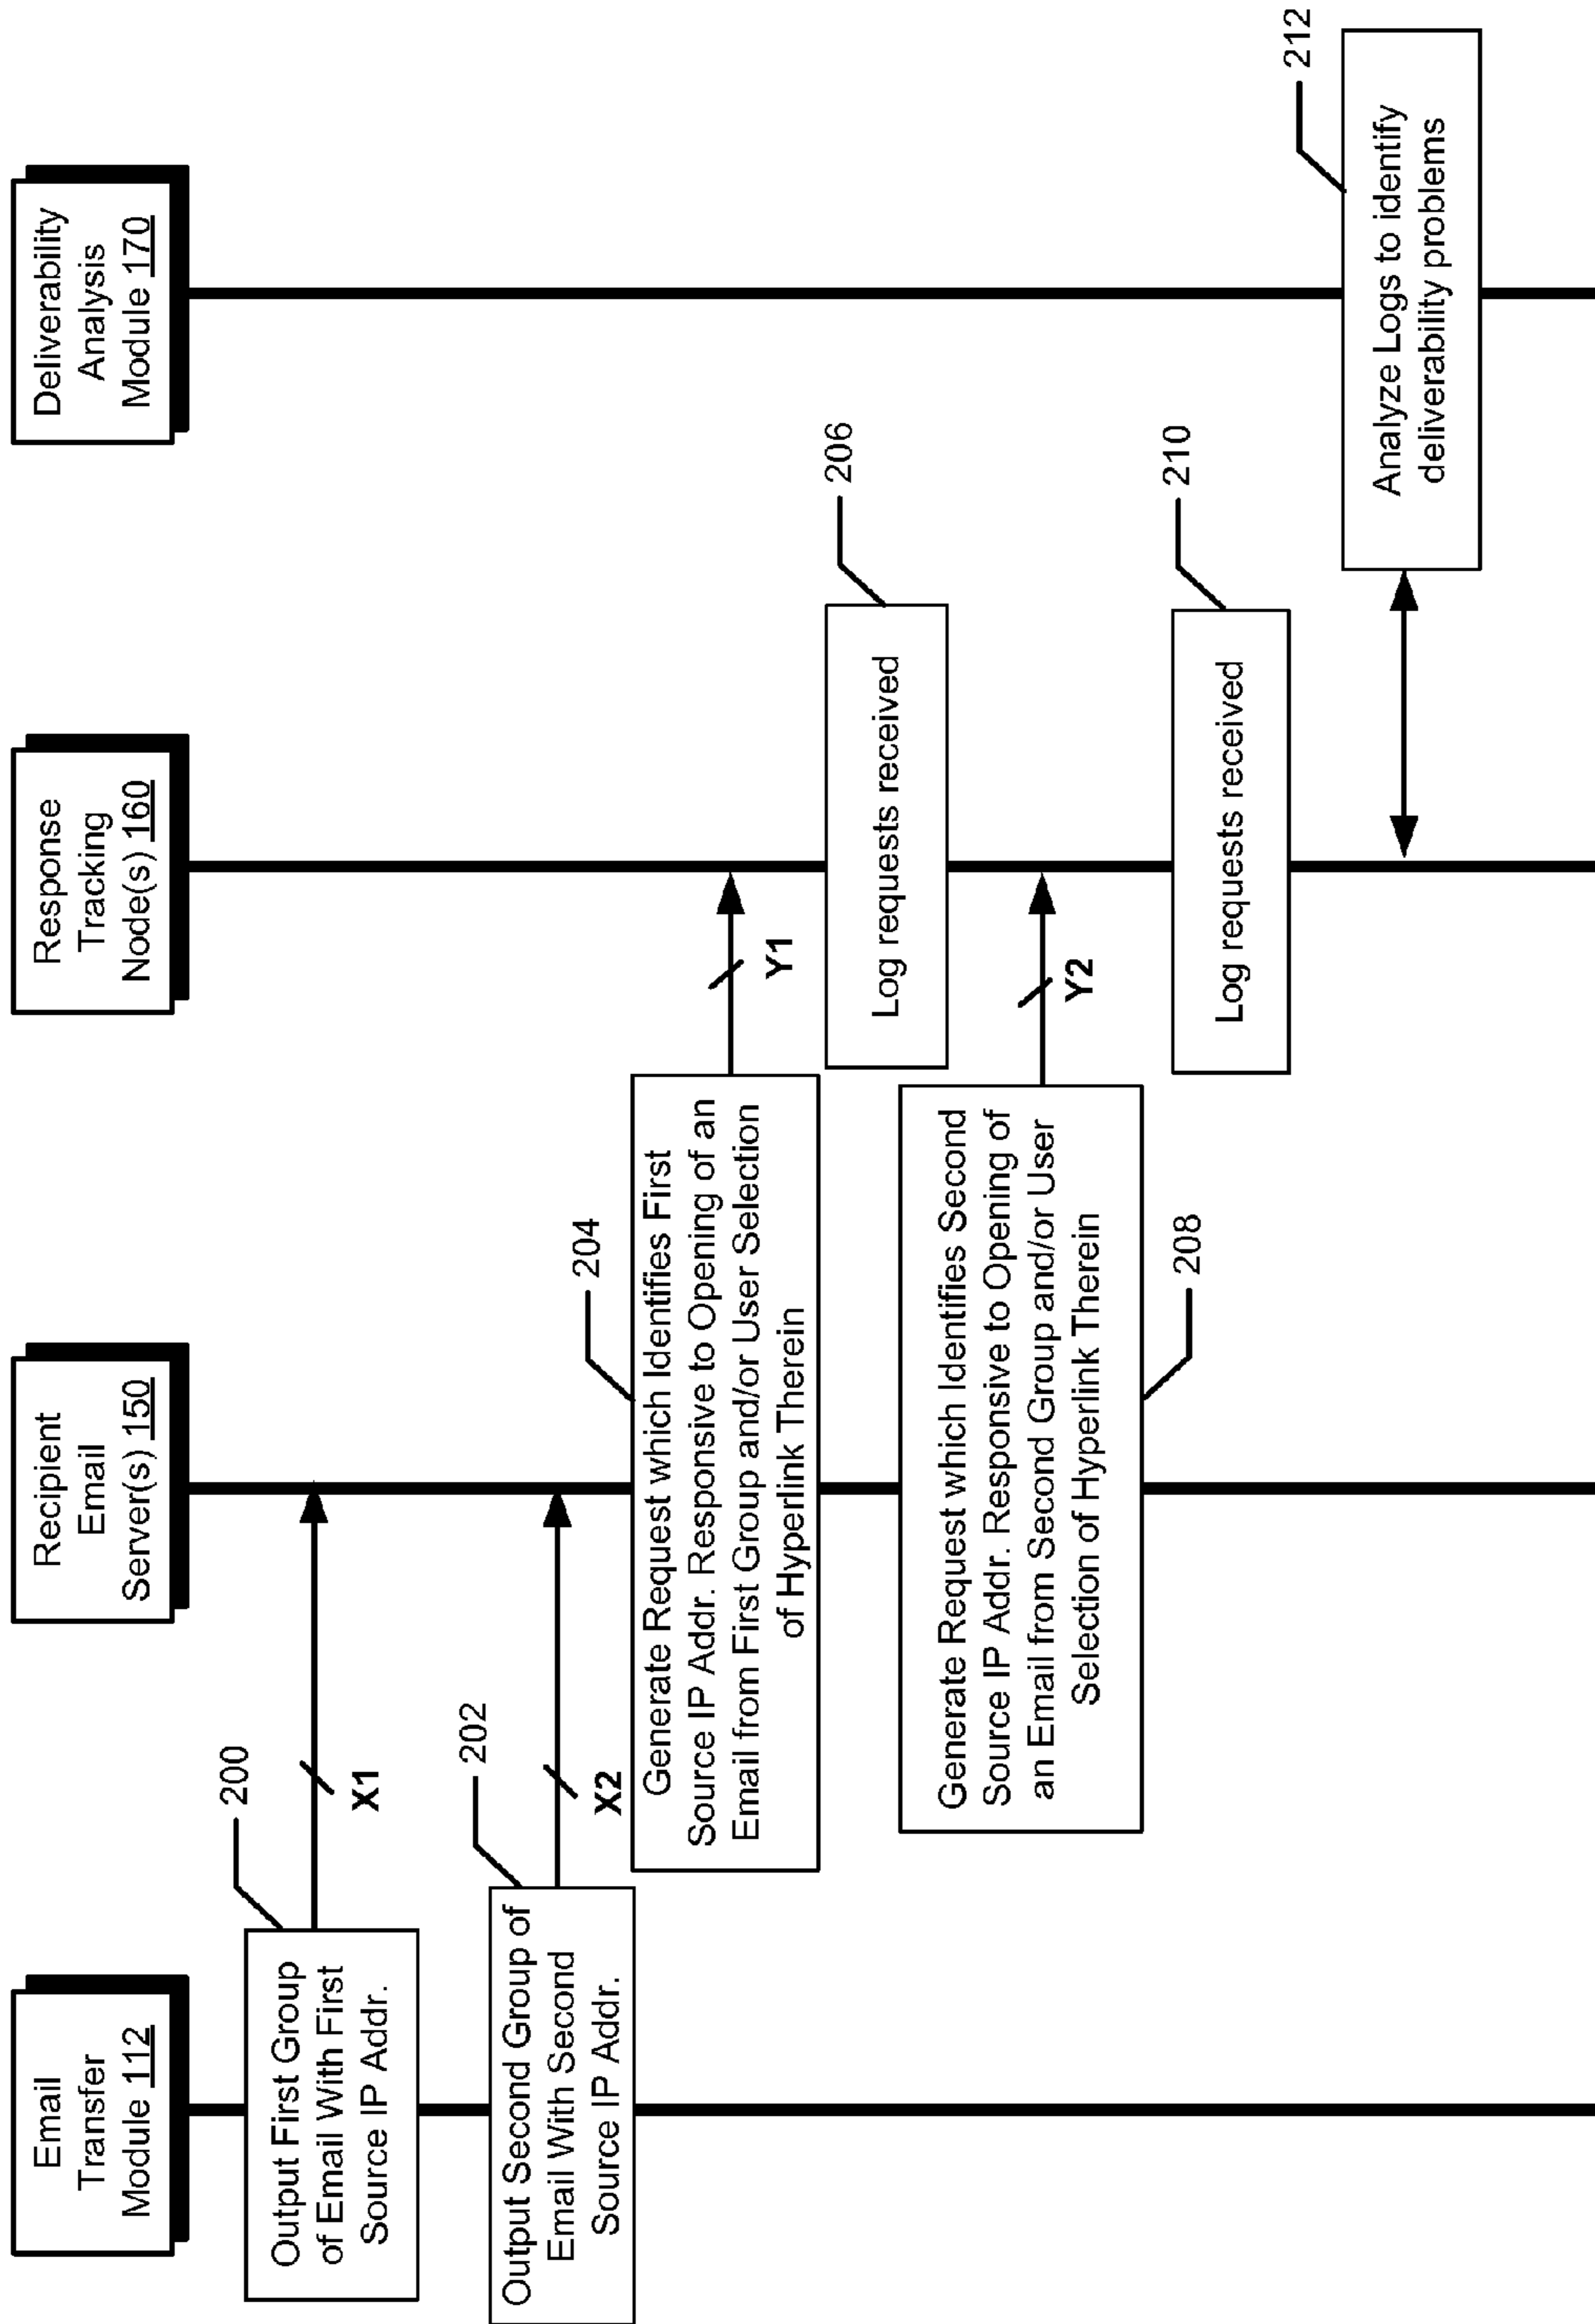 Email
Transfer
Module 112
Recipient
Email
Server(s) 150
Response
Tracking
Node(s) 160
Deliverability
Analysis
Module 170
200
Output First Group
of Email With First
Source IP Addr.
X1
202
Output Second Group of
Email With Second
Source IP Addr.
X2
204
Generate Request which Identifies First
Source IP Addr. Responsive to Opening of an
Email from First Group and/or User Selection
of Hyperlink Therein
Y1
206
Log requests received
Generate Request which Identifies Second
Source IP Addr. Responsive to Opening of
an Email from Second Group and/or User
Selection of Hyperlink Therein
208
Y2
210
Log requests received
212
Analyze Logs to identify
deliverability problems